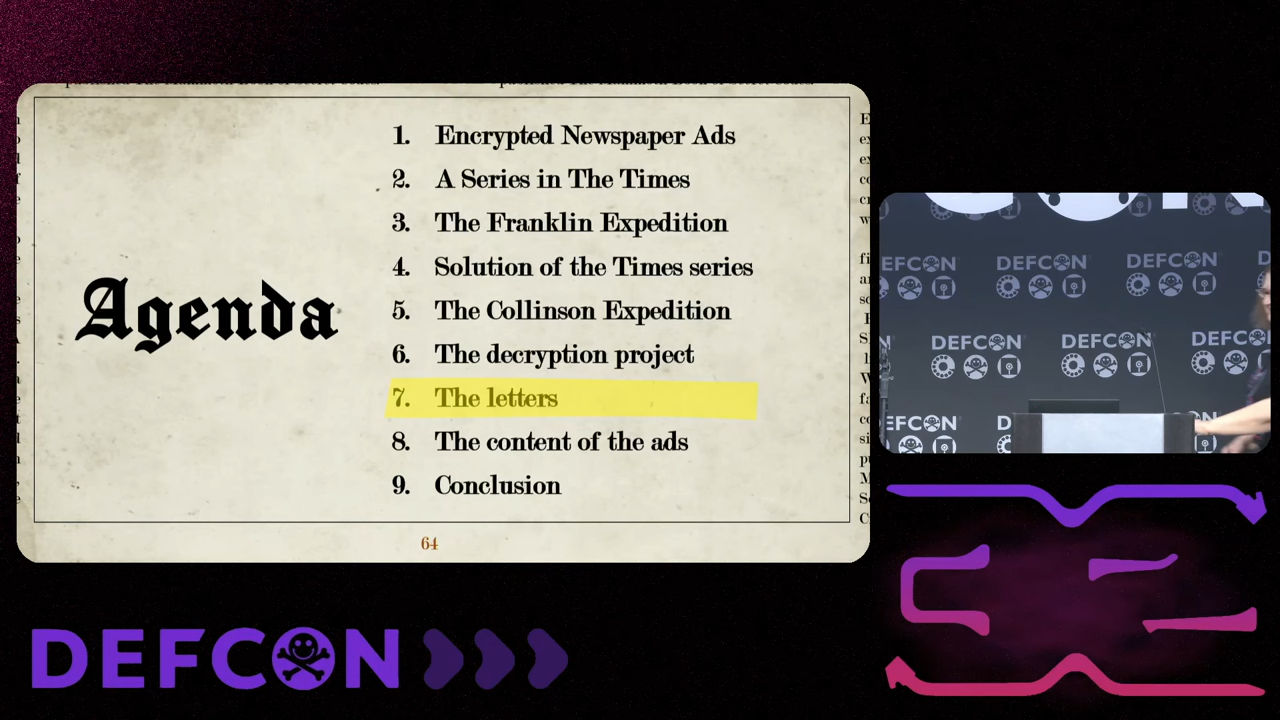 Agenda
1. Encrypted Newspaper Ads
2. A Series in The Times
3. The Franklin Expedition
4. Solution of the Times series
5. The Collinson Expedition
6. The decryption project
7. The letters
8. The content of the ads
9. Conclusion
64
DEFCON
DEFCON
DEFCON
DEFCON
DEFCON
DEFCON